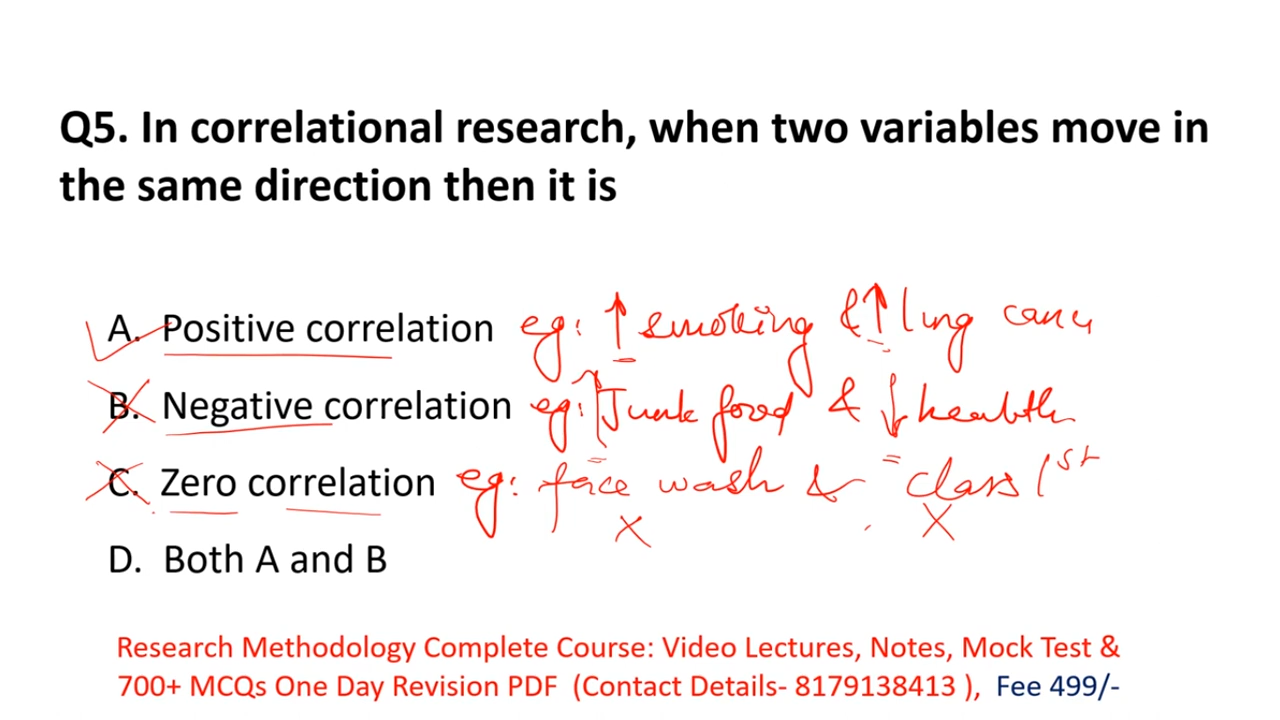 Q5. In correlational research, when two variables move in
the same direction then it is
A. Positive correlation eg: ↑ smoking & ↑ lung canc
B. Negative correlation eg: ↑ Junk food & ↓ health
C. Zero correlation eg: face wash & class 1st
D. Both A and B
Research Methodology Complete Course: Video Lectures, Notes, Mock Test &
700+ MCQs One Day Revision PDF (Contact Details- 8179138413 ), Fee 499/-